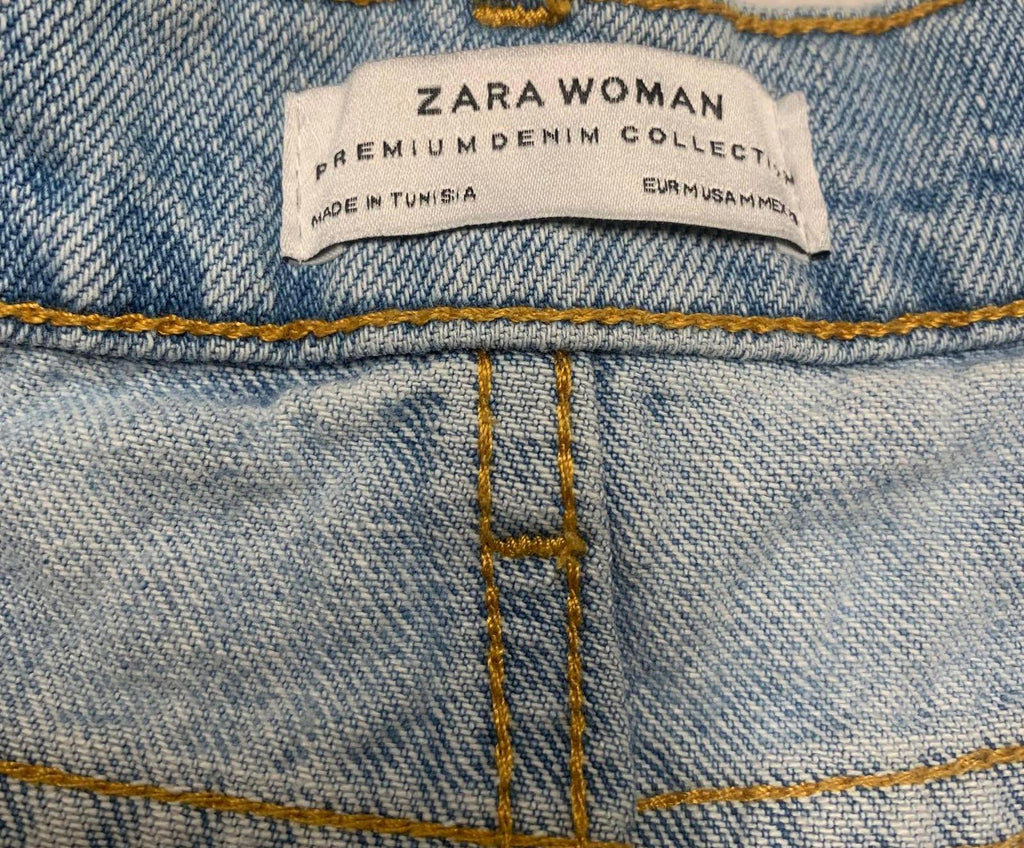 ZARA WOMAN
PREMIUM DENIM COLLECTION
MADE IN TUNISIA
EUR M USA M MEX